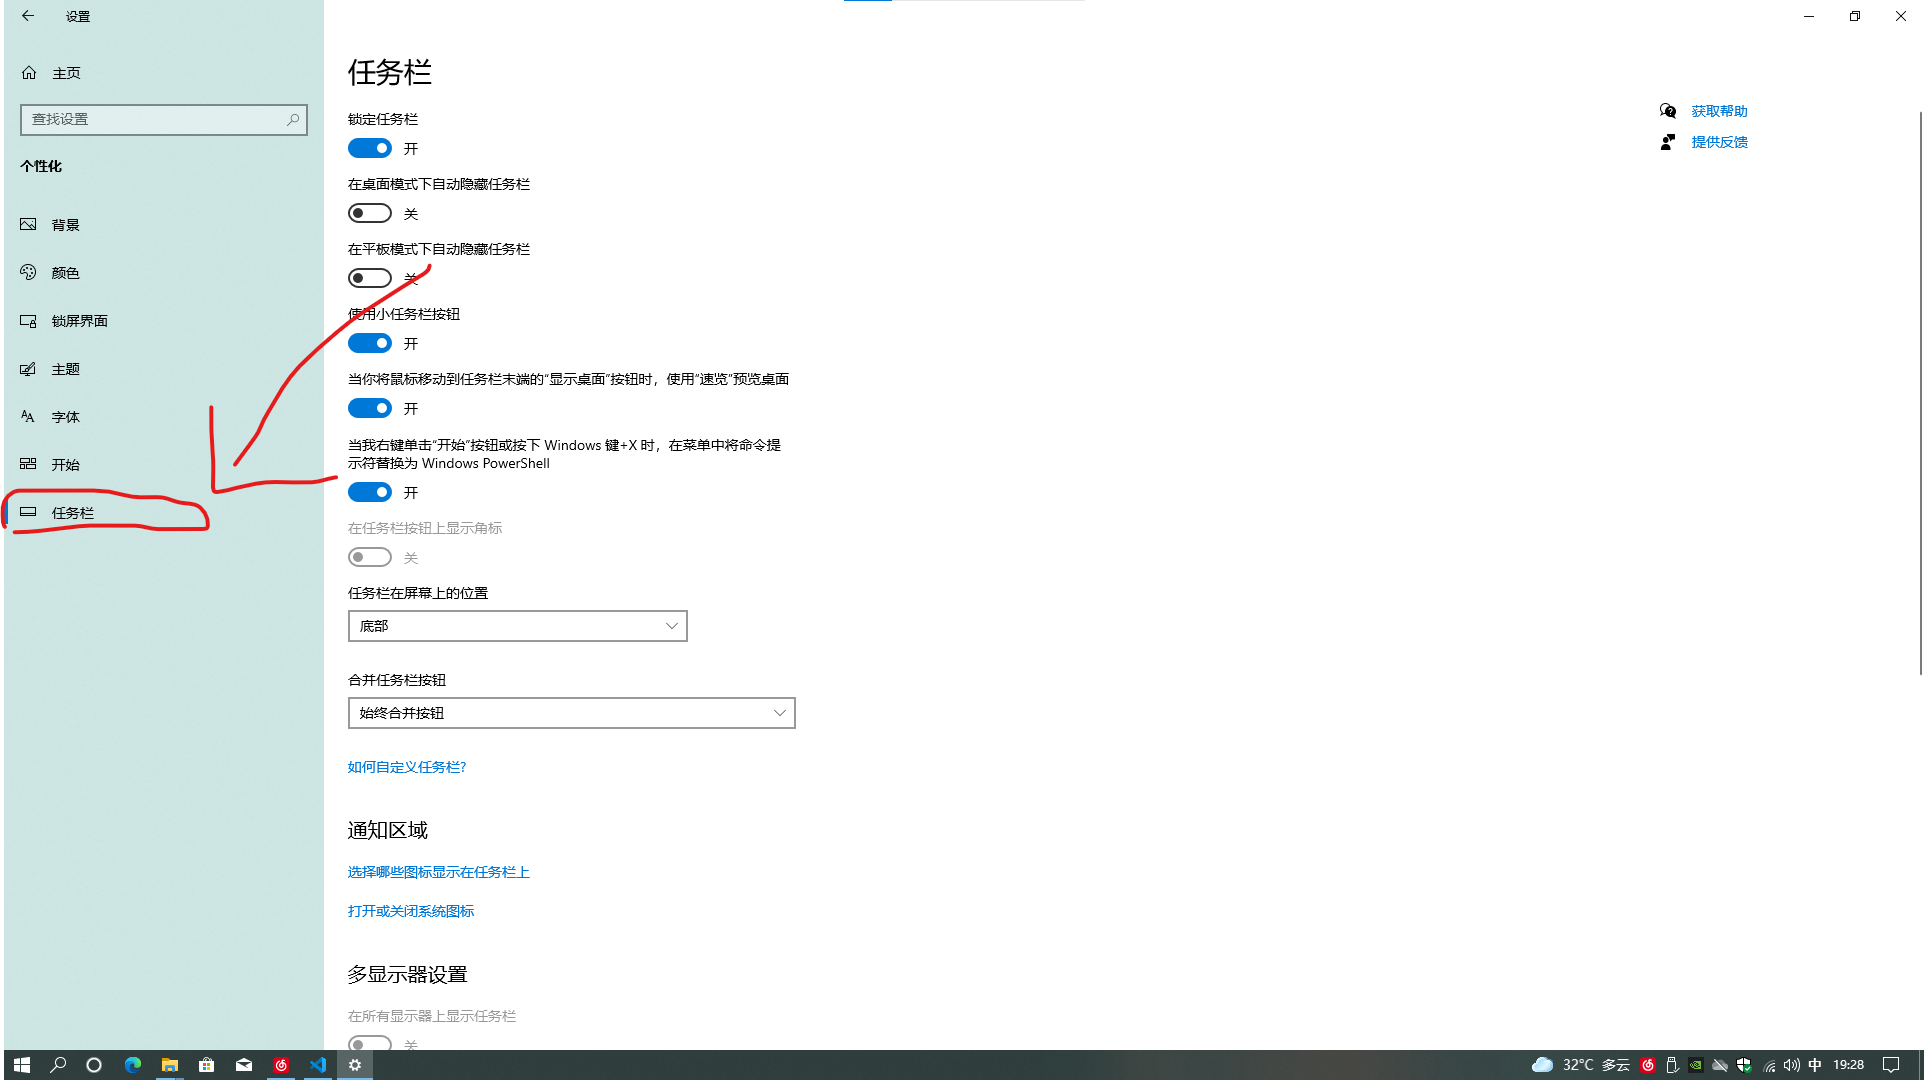 设置
主页
查找设置
个性化
背景
颜色
锁屏界面
主题
字体
开始
任务栏
任务栏
锁定任务栏
开
在桌面模式下自动隐藏任务栏
关
在平板模式下自动隐藏任务栏
关
使用小任务栏按钮
开
当你将鼠标移动到任务栏末端的"显示桌面"按钮时，使用"速览"预览桌面
开
当我右键单击"开始"按钮或按下 Windows 键+X 时，在菜单中将命令提
示符替换为 Windows PowerShell
开
在任务栏按钮上显示角标
关
任务栏在屏幕上的位置
底部
合并任务栏按钮
始终合并按钮
如何自定义任务栏?
通知区域
选择哪些图标显示在任务栏上
打开或关闭系统图标
多显示器设置
在所有显示器上显示任务栏
关
获取帮助
提供反馈
32°C 多云 中 19:28